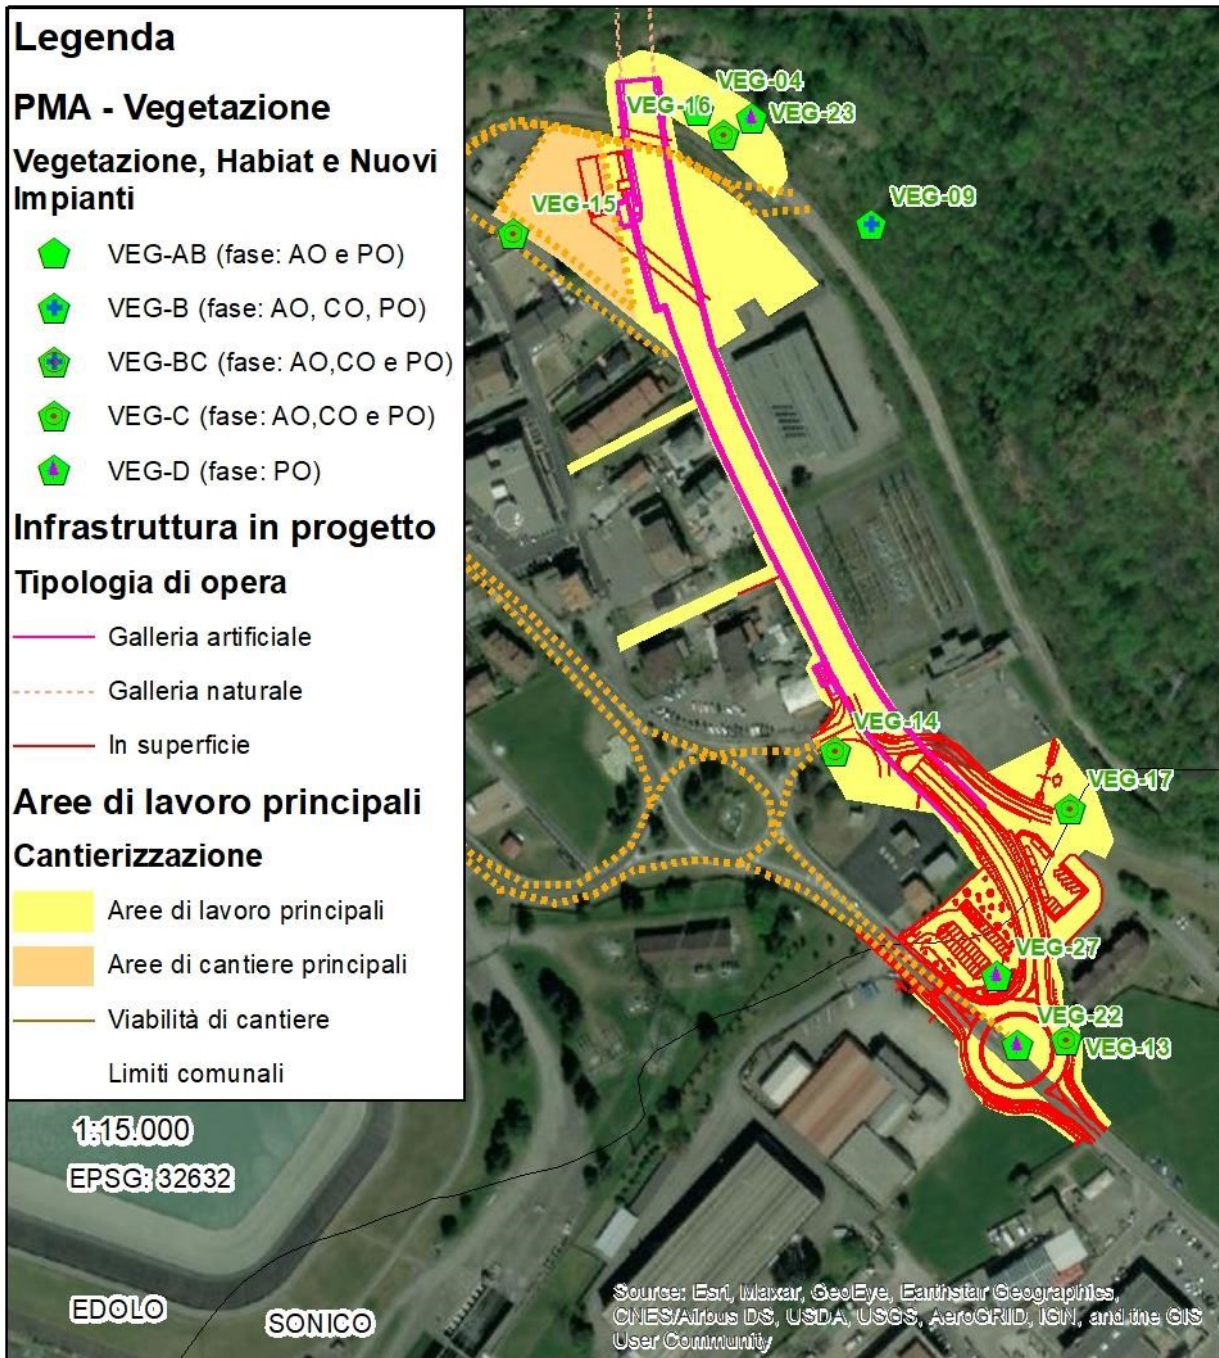 Legenda
PMA - Vegetazione
Vegetazione, Habiat e Nuovi
Impianti
VEG-AB (fase: AO e PO)
VEG-B (fase: AO, CO, PO)
VEG-BC (fase: AO,CO e PO)
VEG-C (fase: AO,CO e PO)
VEG-D (fase: PO)
Infrastruttura in progetto
Tipologia di opera
Galleria artificiale
Galleria naturale
In superficie
Aree di lavoro principali
Cantierizzazione
Aree di lavoro principali
Aree di cantiere principali
Viabilità di cantiere
Limiti comunali
1:15.000
EPSG: 32632
EDOLO
SONICO
VEG-04
VEG-16
VEG-23
VEG-09
VEG-15
VEG-14
VEG-17
VEG-27
VEG-22
VEG-13
Source: Esri, Maxar, GeoEye, Earthstar Geographics,
CNES/Airbus DS, USDA, USGS, AeroGRID, IGN, and the GIS
User Community